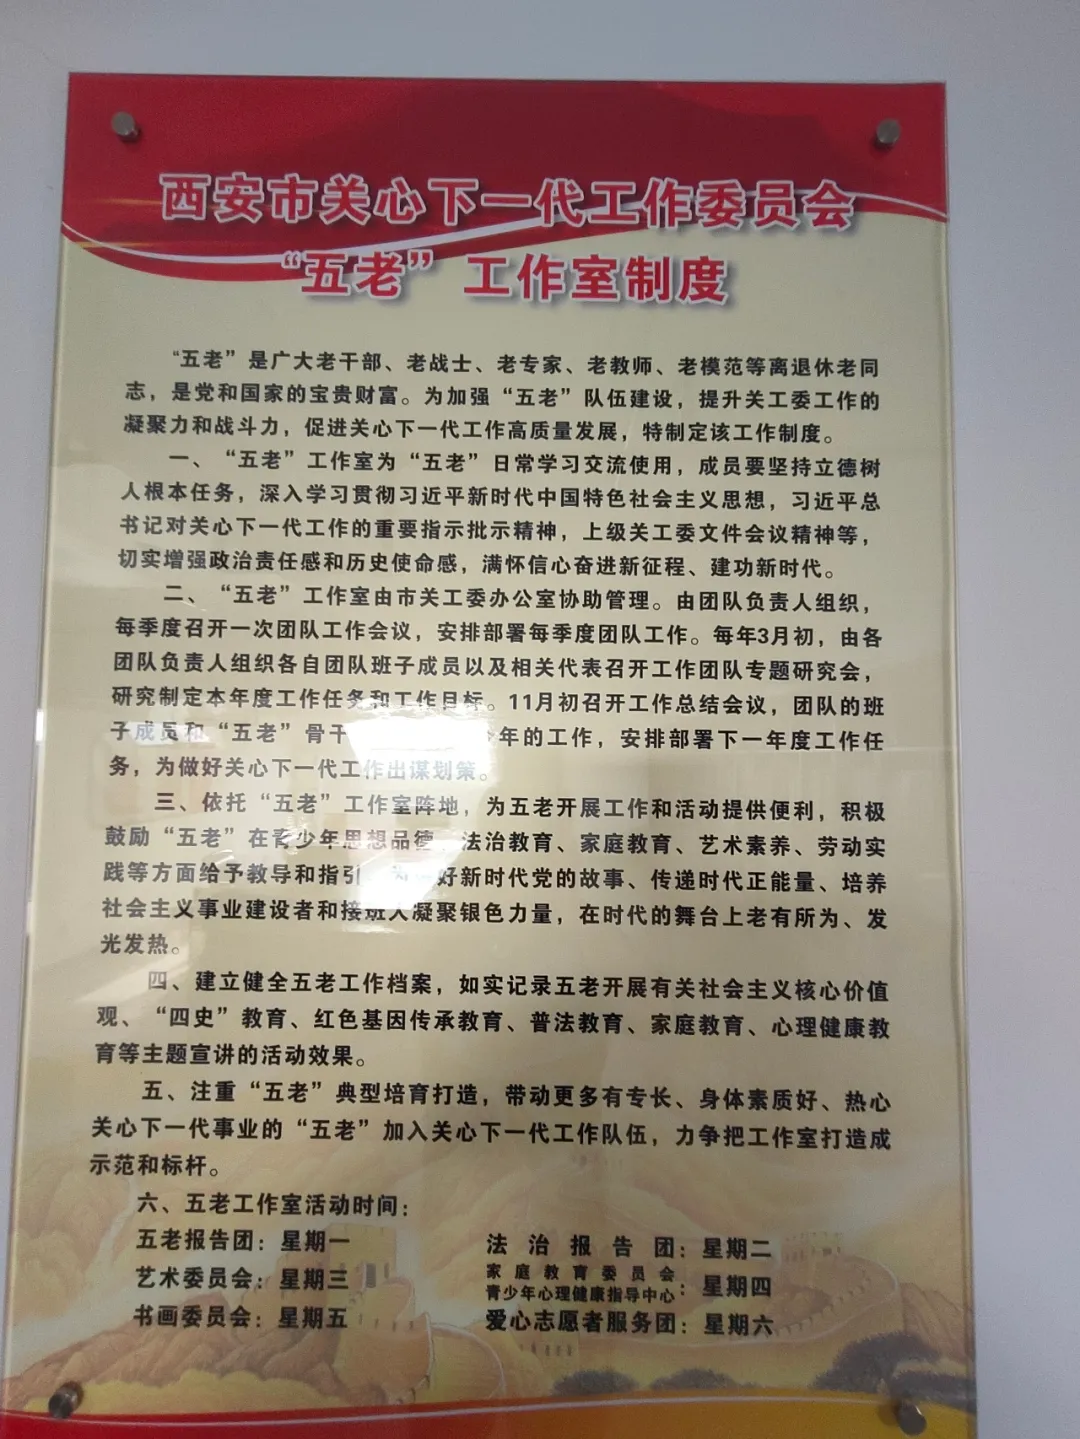 西安市关心下一代工作委员会
“五老”工作室制度
“五老”是广大老干部、老战士、老专家、老教师、老模范等离退休老同
志，是党和国家的宝贵财富。为加强“五老”队伍建设，提升关工委工作的
凝聚力和战斗力，促进关心下一代工作高质量发展，特制定该工作制度。
一、“五老”工作室为“五老”日常学习交流使用，成员要坚持立德树
人根本任务，深入学习贯彻习近平新时代中国特色社会主义思想，习近平总
书记对关心下一代工作的重要指示批示精神，上级关工委文件会议精神等，
切实增强政治责任感和历史使命感，满怀信心奋进新征程、建功新时代。
二、“五老”工作室由市关工委办公室协助管理。由团队负责人组织，
每季度召开一次团队工作会议，安排部署每季度团队工作。每年3月初，由各
团队负责人组织各自团队班子成员以及相关代表召开工作团队专题研究会，
研究制定本年度工作任务和工作目标。11月初召开工作总结会议，团队的班
子成员和“五老”骨干 年的工作，安排部署下一年度工作任
务，为做好关心下一代工作出谋划策。
三、依托“五老”工作室阵地，为五老开展工作和活动提供便利，积极
鼓励“五老”在青少年思想品德、法治教育、家庭教育、艺术素养、劳动实
践等方面给予教导和指引 好新时代党的故事、传递时代正能量、培养
社会主义事业建设者和接班人凝聚银色力量，在时代的舞台上老有所为、发
光发热。
四、建立健全五老工作档案，如实记录五老开展有关社会主义核心价值
观、“四史”教育、红色基因传承教育、普法教育、家庭教育、心理健康教
育等主题宣讲的活动效果。
五、注重“五老”典型培育打造，带动更多有专长、身体素质好、热心
关心下一代事业的“五老”加入关心下一代工作队伍，力争把工作室打造成
示范和标杆。
六、五老工作室活动时间：
五老报告团：星期一 法治报告团：星期二
艺术委员会：星期三 家庭教育委员会
青少年心理健康指导中心：星期四
书画委员会：星期五 爱心志愿者服务团：星期六